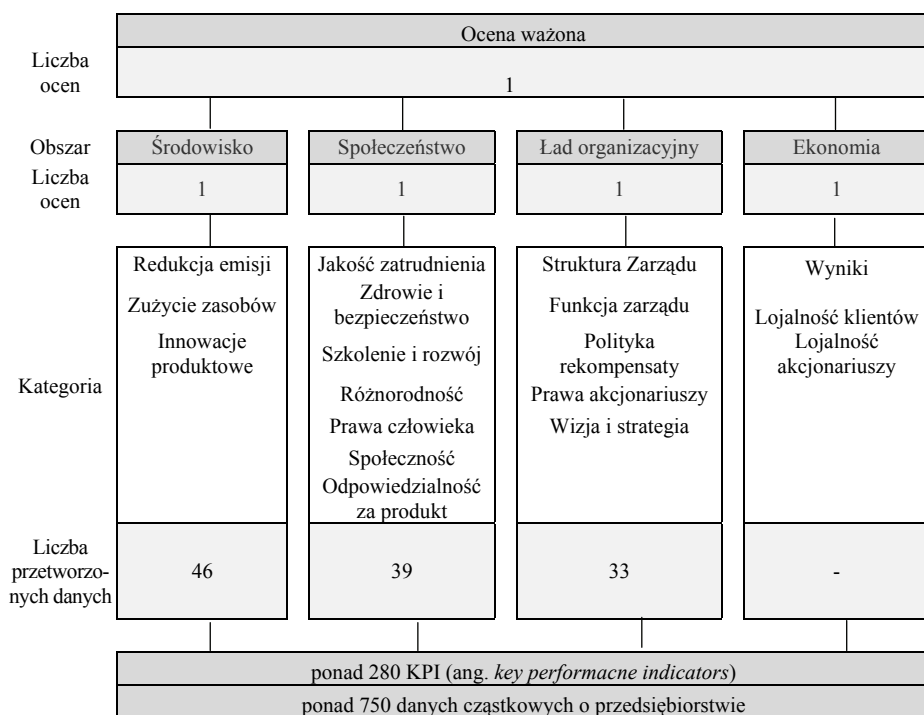 Ocena ważona
Liczba
ocen
1
Obszar
Środowisko
Społeczeństwo
Ład organizacyjny
Ekonomia
Liczba
ocen
1
1
1
1
Kategoria
Redukcja emisji
Zużycie zasobów
Innowacje
produktowe
Jakość zatrudnienia
Zdrowie i
bezpieczeństwo
Szkolenie i rozwój
Różnorodność
Prawa człowieka
Społeczność
Odpowiedzialność
za produkt
Struktura Zarządu
Funkcja zarządu
Polityka
rekompensaty
Prawa akcjonariuszy
Wizja i strategia
Wyniki
Lojalność klientów
Lojalność
akcjonariuszy
Liczba
przetworzo-
nych danych
46
39
33
-
ponad 280 KPI (ang. key performacne indicators)
ponad 750 danych cząstkowych o przedsiębiorstwie